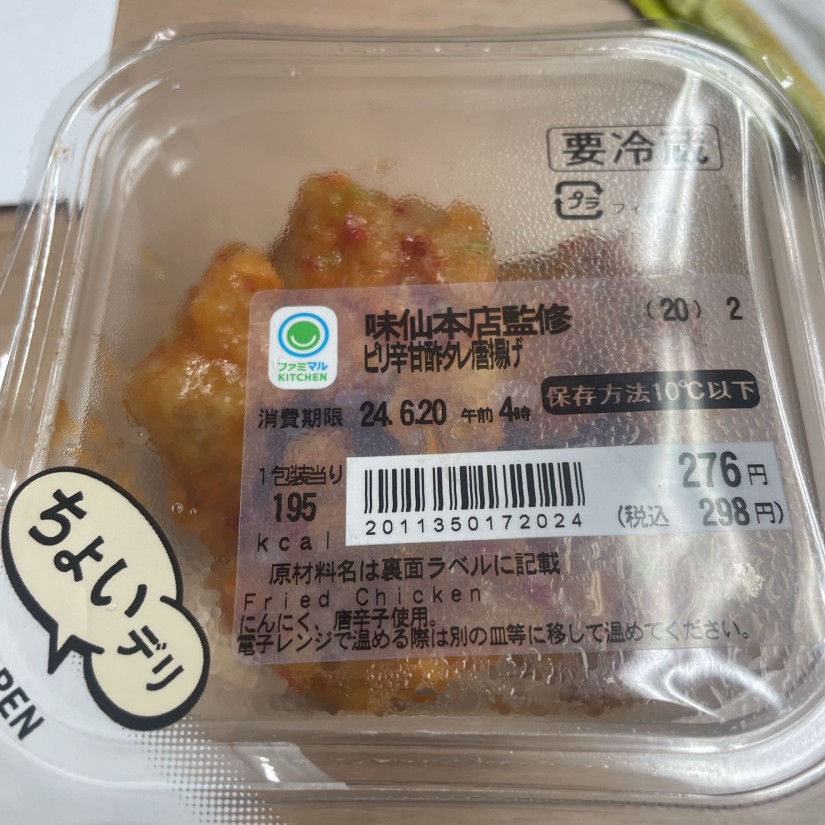 要冷蔵
プラ
フィ
味仙本店監修
(20) 2
ピリ辛甘酢タレ唐揚げ
ファミマル
KITCHEN
保存方法10℃以下
消費期限 24.6.20 午前 4時
1包装当り
195
kcal
2011350172024
276円
(税込 298円)
原材料名は裏面ラベルに記載
Fried Chicken
にんにく、唐辛子使用。
電子レンジで温める際は別の皿等に移して温めてください。
ちょい
デリ
PEN